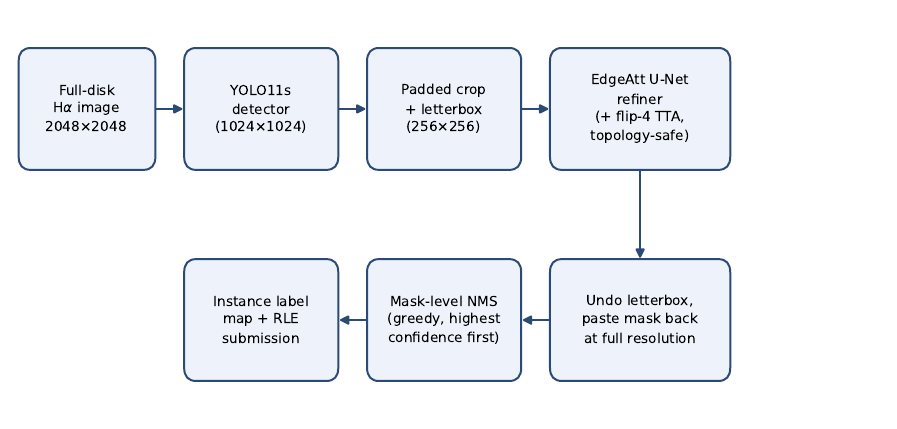 Full-disk
Hα image
2048×2048
YOLO11s
detector
(1024×1024)
Padded crop
+ letterbox
(256×256)
EdgeAtt U-Net
refiner
(+ flip-4 TTA,
topology-safe)
Undo letterbox,
paste mask back
at full resolution
Mask-level NMS
(greedy, highest
confidence first)
Instance label
map + RLE
submission